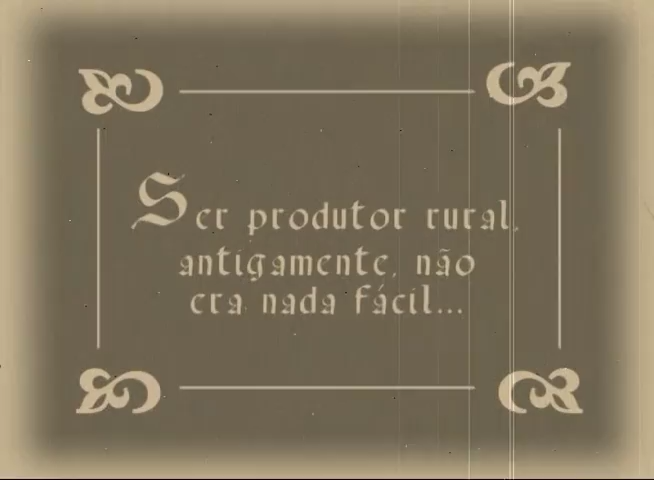 Ser produtor rural,
antigamente, não
era nada fácil...